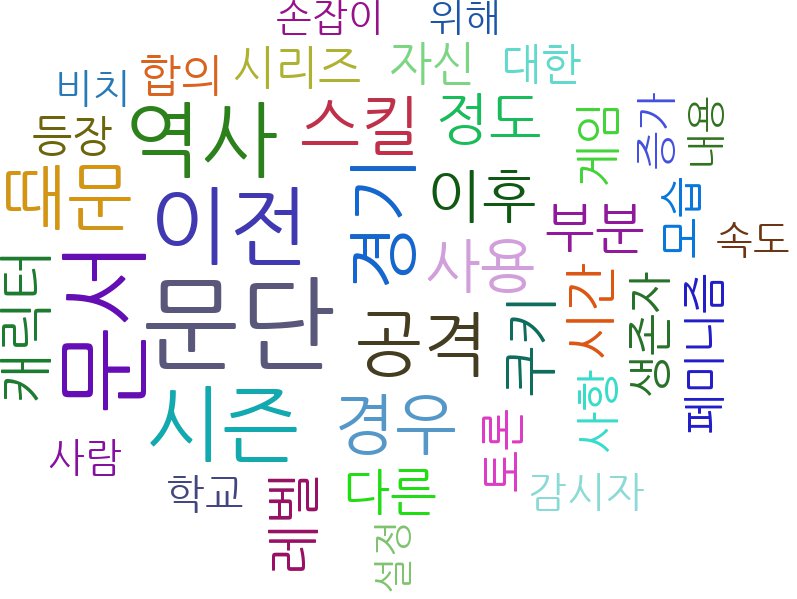 손잡이
위해
비치
합의
시리즈
자신
대한
등장
역사
스킬
정도
게임
증가
내용
때문
이전
경기
이후
부분
모습
속도
캐릭터
문서
문단
사용
공격
쿠키
시간
생존자
페미니즘
시즌
경우
사항
사람
학교
레벨
다른
토론
감시자
설정